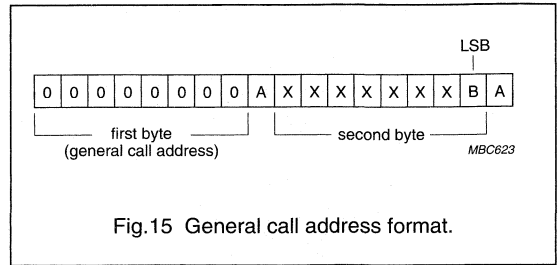 LSB
0 0 0 0 0 0 0 0 A X X X X X X X B A
first byte
(general call address)
second byte
MBC623
Fig.15 General call address format.